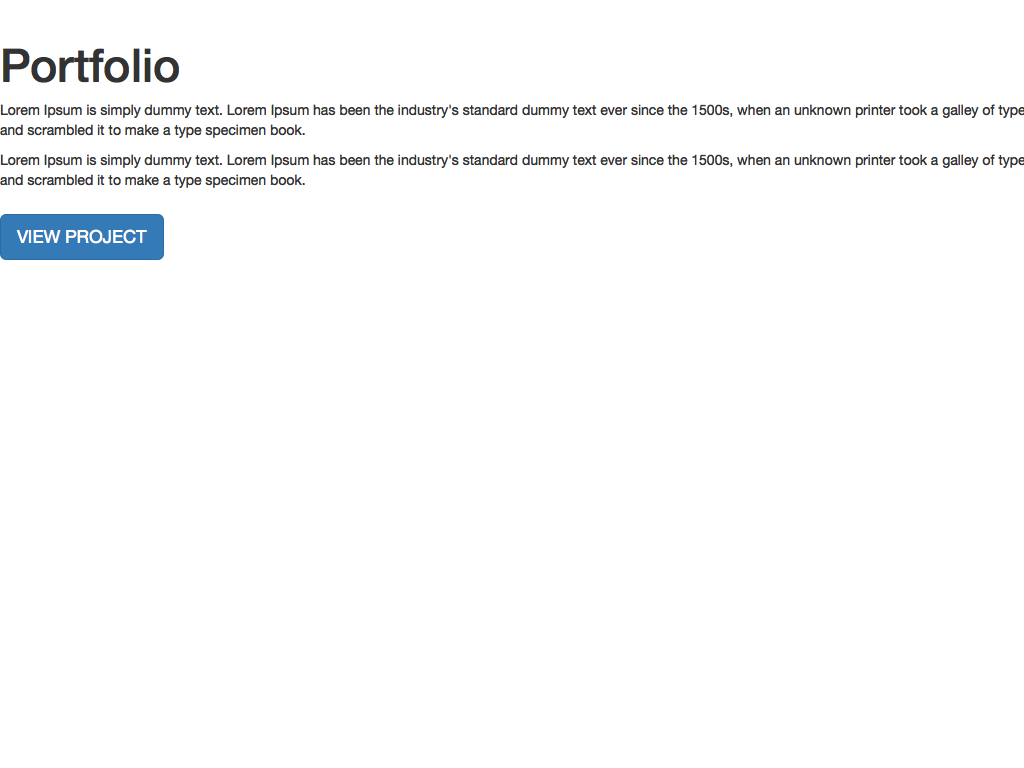 Portfolio
Lorem Ipsum is simply dummy text. Lorem Ipsum has been the industry's standard dummy text ever since the 1500s, when an unknown printer took a galley of type
and scrambled it to make a type specimen book.
Lorem Ipsum is simply dummy text. Lorem Ipsum has been the industry's standard dummy text ever since the 1500s, when an unknown printer took a galley of type
and scrambled it to make a type specimen book.
VIEW PROJECT